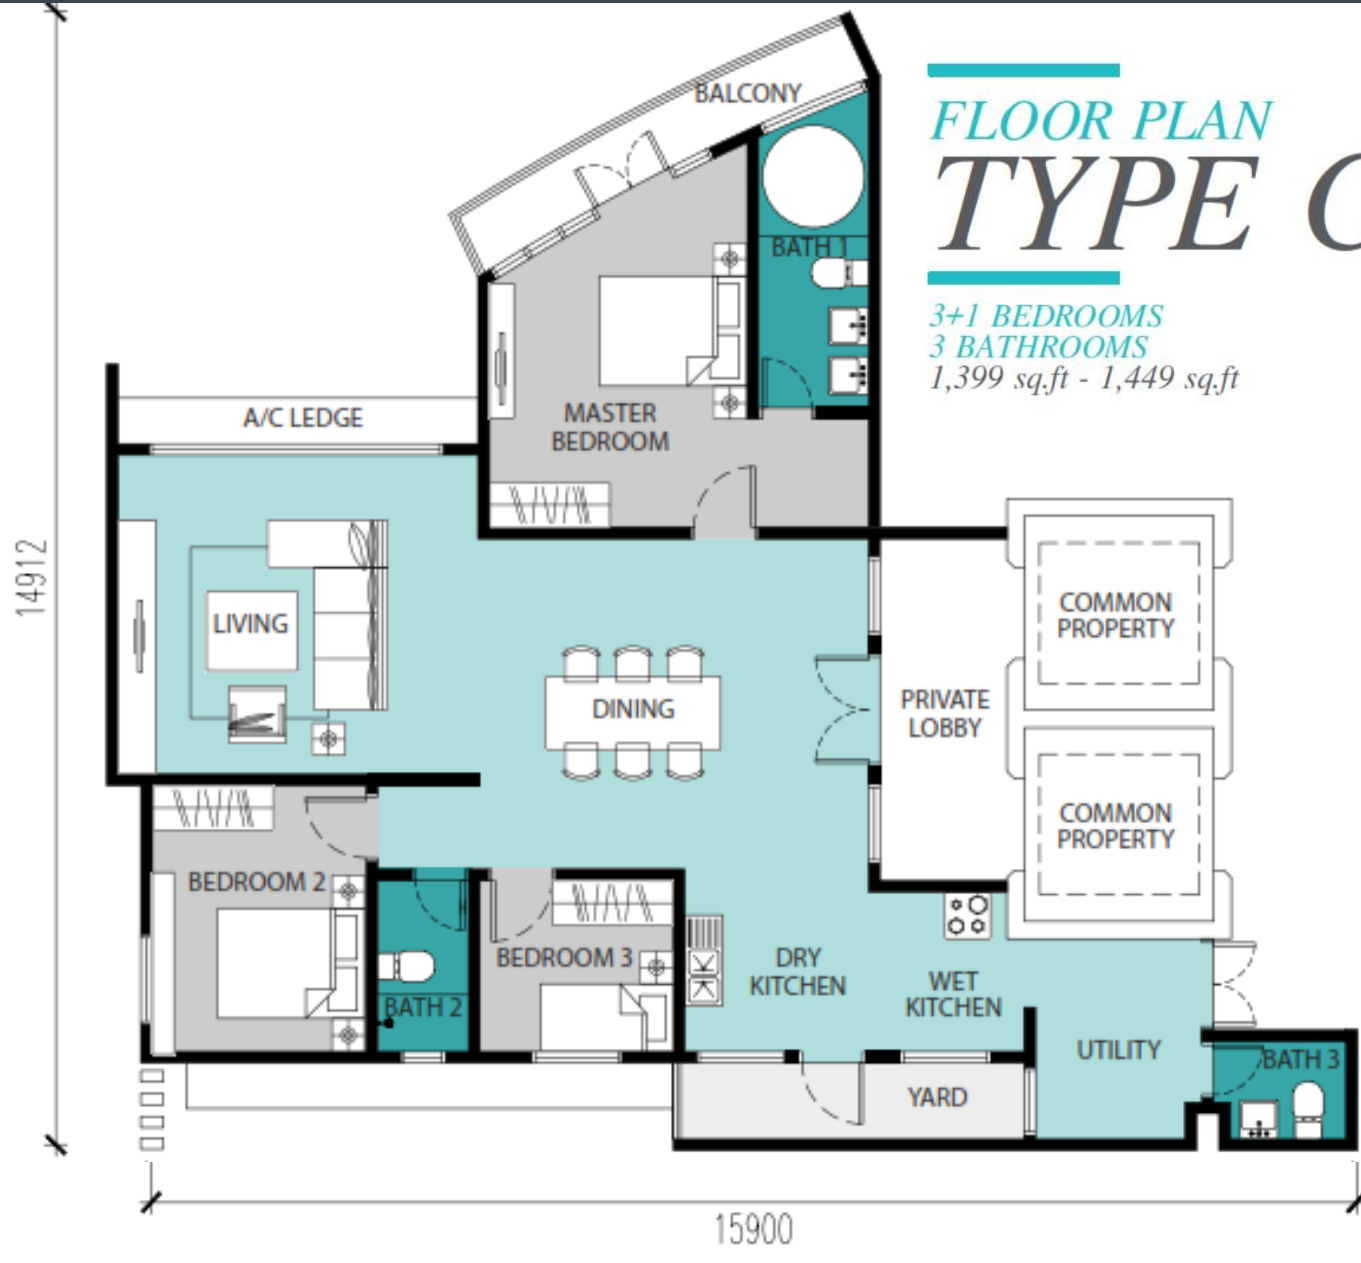 FLOOR PLAN
TYPE C
3+1 BEDROOMS
3 BATHROOMS
1,399 sq.ft - 1,449 sq.ft
BALCONY
BATH 1
MASTER
BEDROOM
A/C LEDGE
LIVING
DINING
PRIVATE
LOBBY
COMMON
PROPERTY
COMMON
PROPERTY
BEDROOM 2
BATH 2
BEDROOM 3
DRY
KITCHEN
WET
KITCHEN
UTILITY
BATH 3
YARD
14912
15900